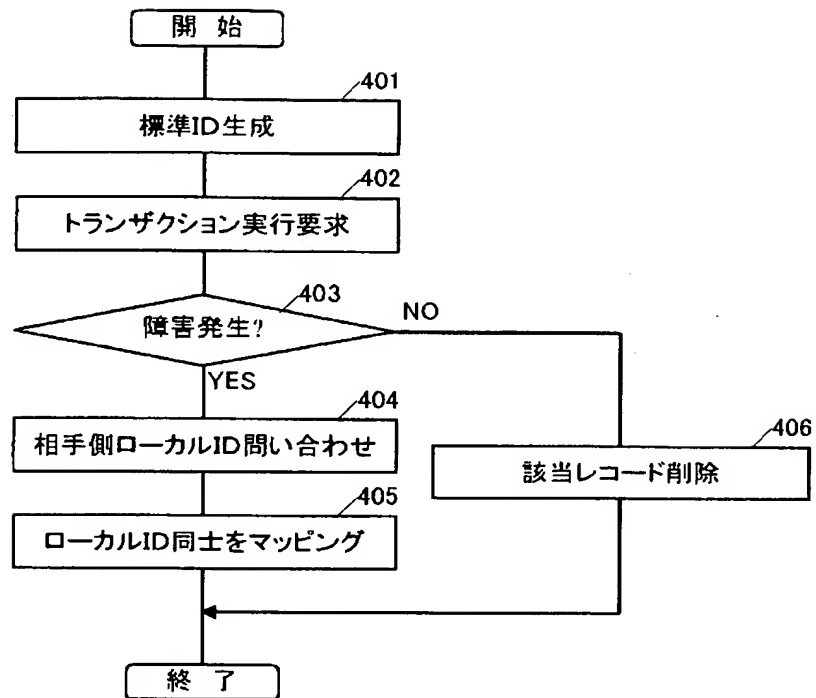 開 始
401
標準ID生成
402
トランザクション実行要求
403
障害発生?
NO
YES
404
相手側ローカルID問い合わせ
406
該当レコード削除
405
ローカルID同士をマッピング
終 了